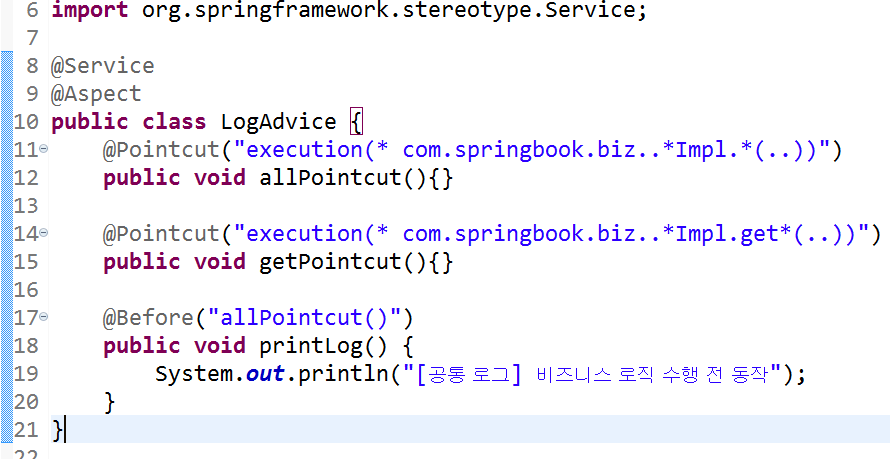 6 import org.springframework.stereotype.Service;
7
8 @Service
9 @Aspect
10 public class LogAdvice {
11 @Pointcut("execution(* com.springbook.biz..*Impl.*(..))")
12 public void allPointcut(){}
13
14 @Pointcut("execution(* com.springbook.biz..*Impl.get*(..))")
15 public void getPointcut(){}
16
17 @Before("allPointcut()")
18 public void printLog() {
19 System.out.println("[공통 로그] 비즈니스 로직 수행 전 동작");
20 }
21 }
22